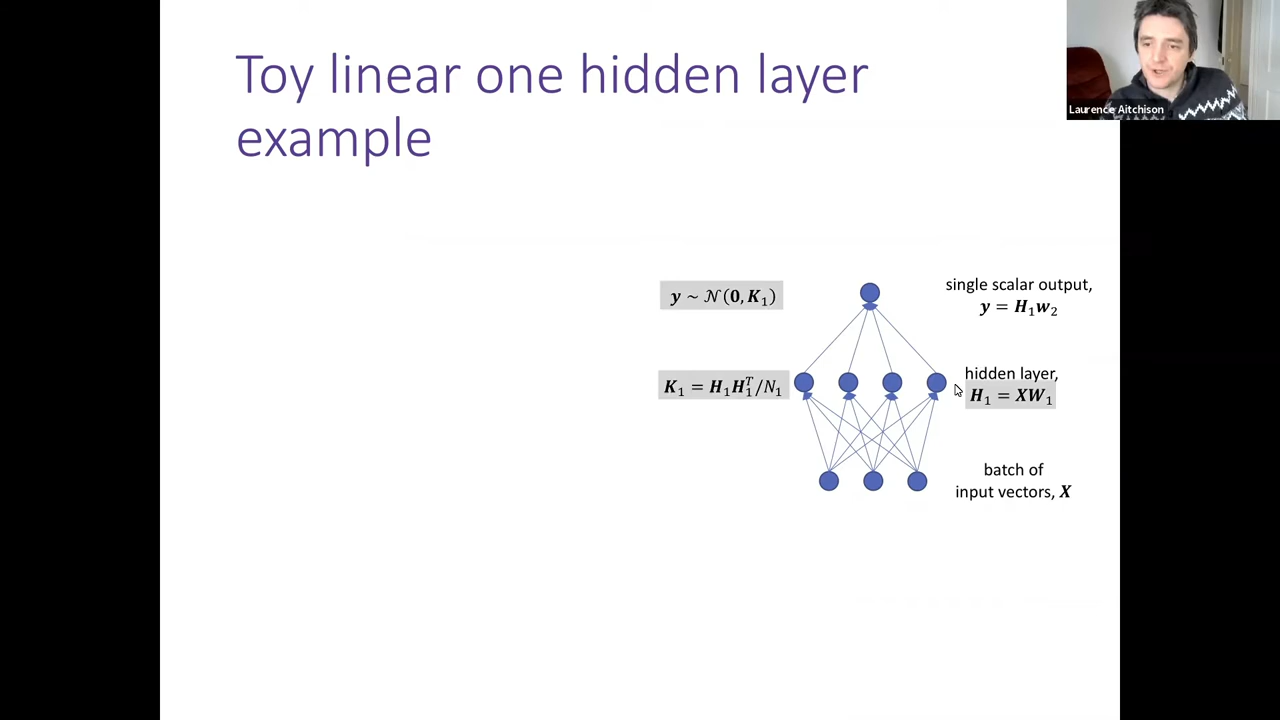 Toy linear one hidden layer
example
Laurence Aitchison
𝒚 ~ 𝒩(𝟎, 𝑲₁)
single scalar output,
𝒚 = 𝑯₁𝒘₂
𝑲₁ = 𝑯₁𝑯₁ᵀ/𝑁₁
hidden layer,
𝑯₁ = 𝑿𝑾₁
batch of
input vectors, 𝑿